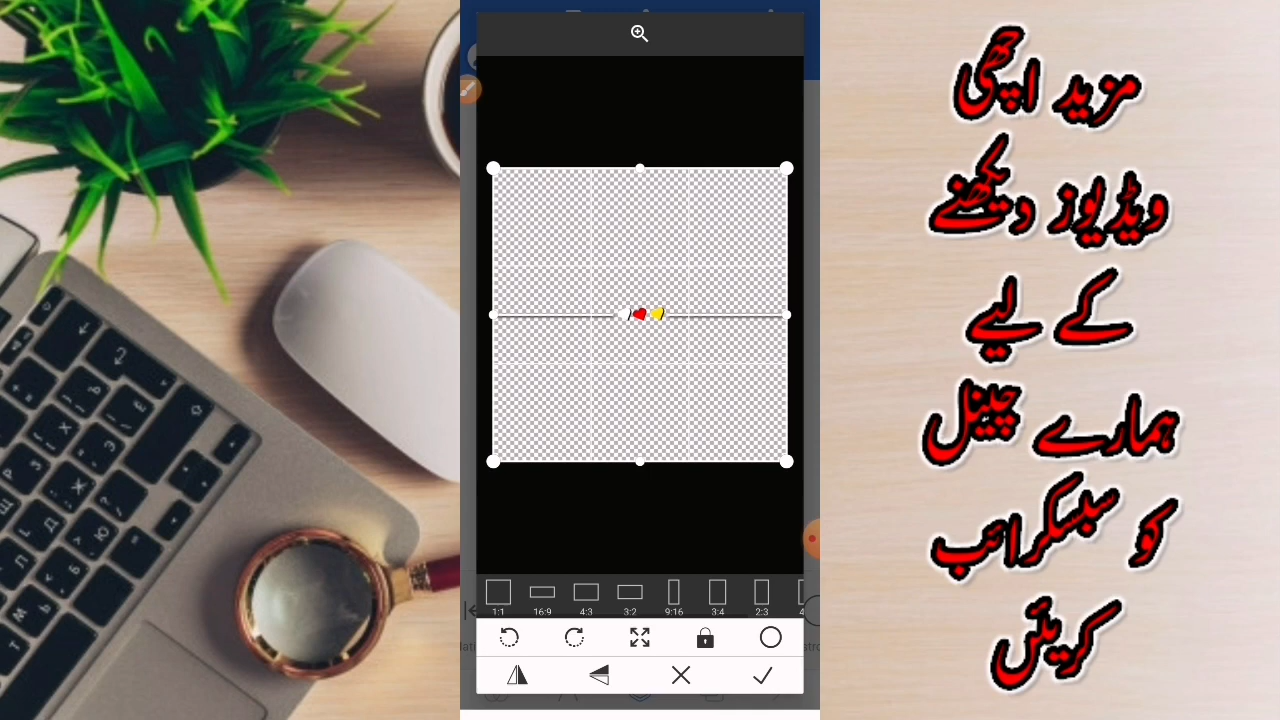 1:1 16:9 4:3 3:2 9:16 3:4 2:3
مزید اچھی
ویڈیوز دیکھنے
کے لیے
ہمارے چینل
کو سبسکرائب
کریئں